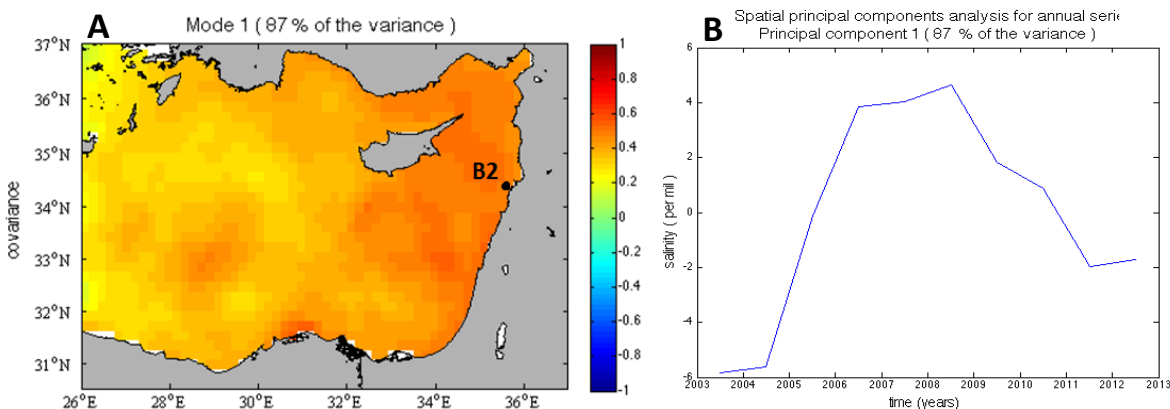 A
Mode 1 ( 87 % of the variance )
37°N
36°N
35°N
34°N
33°N
32°N
31°N
covariance
B2
26°E
28°E
30°E
32°E
34°E
36°E
1
0.8
0.6
0.4
0.2
0
-0.2
-0.4
-0.6
-0.8
-1
B
Spatial principal components analysis for annual serie
Principal component 1 ( 87 % of the variance )
6
4
2
0
-2
-4
-6
salinity ( per mil )
2003
2004
2005
2006
2007
2008
2009
2010
2011
2012
2013
time (years)